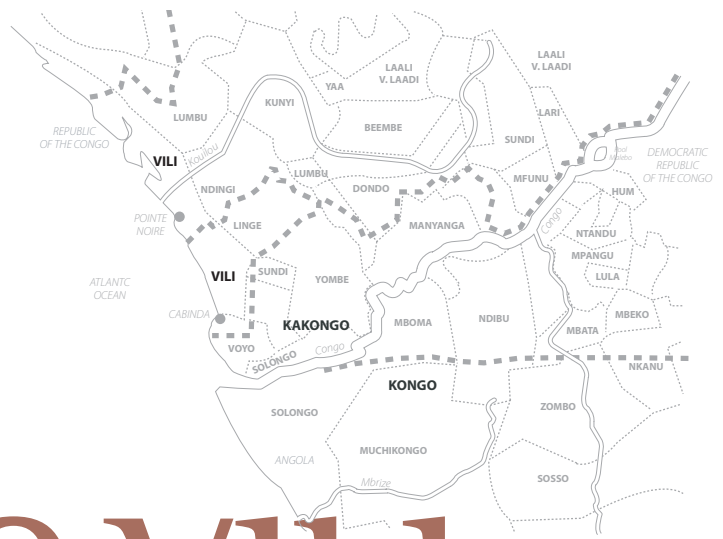 LAALI
V. LAADI
LAALI
V. LAADI
YAA
KUNYI
LUMBU
LARI
BEEMBE
REPUBLIC
OF THE CONGO
SUNDI
VILI
Kouilou
Pool
Malebo
DEMOCRATIC
REPUBLIC
OF THE CONGO
LUMBU
MFUNU
NDINGI
DONDO
HUM
POINTE
NOIRE
LINGE
MANYANGA
Congo
NTANDU
MPANGU
VILI
SUNDI
YOMBE
LULA
ATLANTC
OCEAN
CABINDA
KAKONGO
MBOMA
NDIBU
MBEKO
MBATA
VOYO
SOLONGO
Congo
NKANU
KONGO
SOLONGO
ZOMBO
MUCHIKONGO
ANGOLA
Mbrize
SOSSO